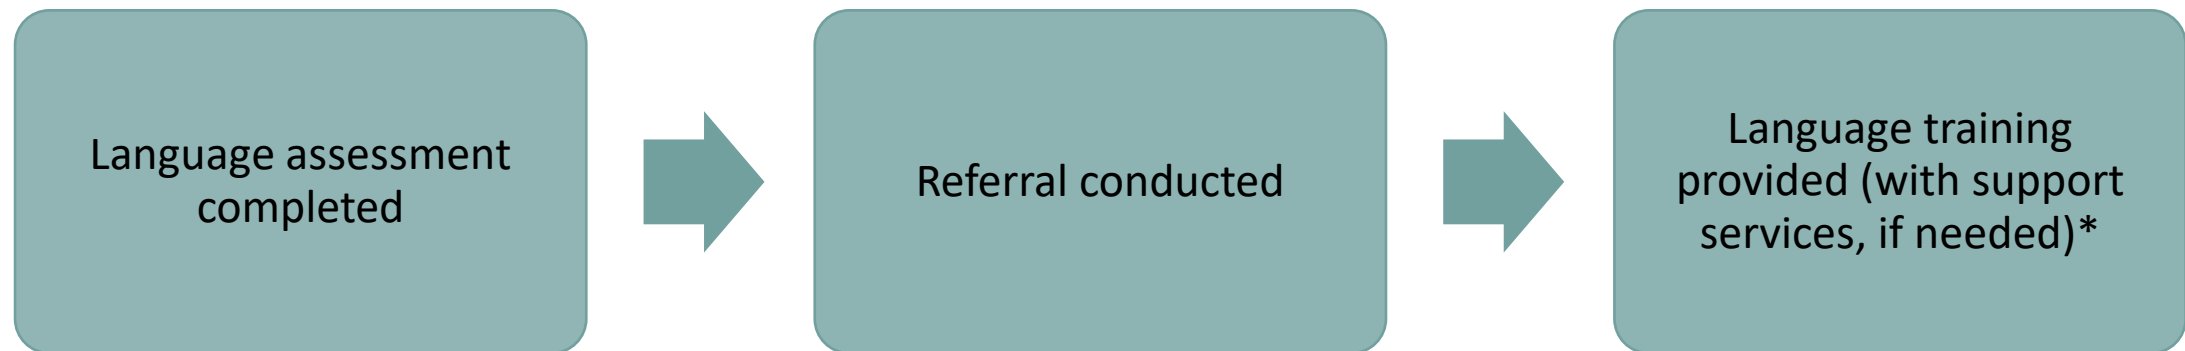 Language assessment
completed
Referral conducted
Language training
provided (with support
services, if needed)*